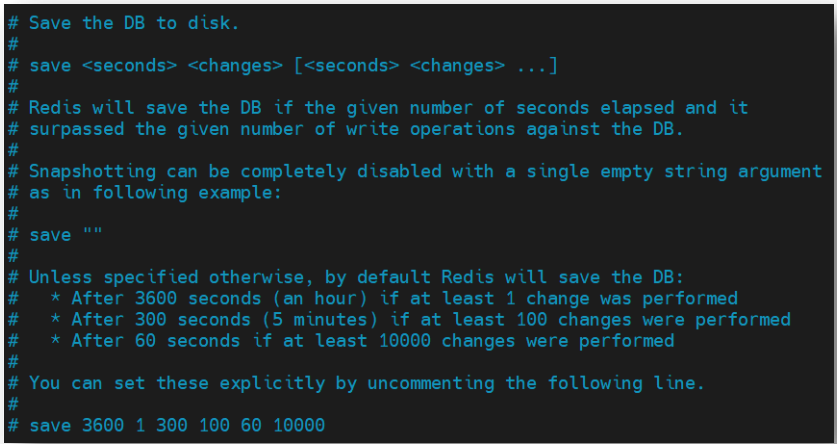 # Save the DB to disk.
#
# save <seconds> <changes> [<seconds> <changes> ...]
#
# Redis will save the DB if the given number of seconds elapsed and it
# surpassed the given number of write operations against the DB.
#
# Snapshotting can be completely disabled with a single empty string argument
# as in following example:
#
# save ""
#
# Unless specified otherwise, by default Redis will save the DB:
#   * After 3600 seconds (an hour) if at least 1 change was performed
#   * After 300 seconds (5 minutes) if at least 100 changes were performed
#   * After 60 seconds if at least 10000 changes were performed
#
# You can set these explicitly by uncommenting the following line.
#
# save 3600 1 300 100 60 10000